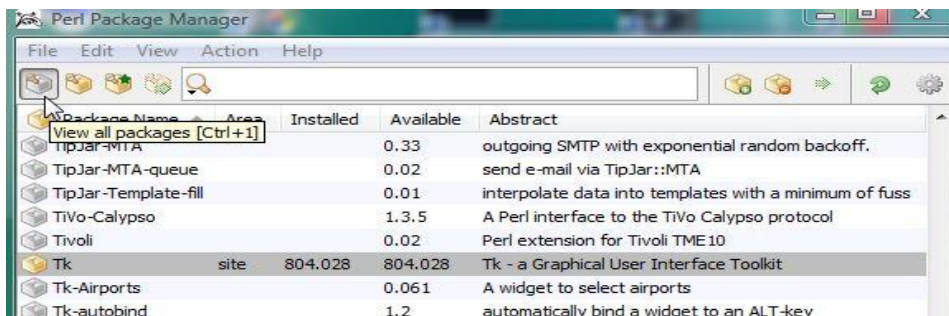 Perl Package Manager
File Edit View Action Help
Package Name Area Installed Available Abstract
View all packages [Ctrl+1]
TipJar-MTA 0.33 outgoing SMTP with exponential random backoff.
TipJar-MTA-queue 0.02 send e-mail via TipJar::MTA
TipJar-Template-fill 0.01 interpolate data into templates with a minimum of fuss
TiVo-Calypso 1.3.5 A Perl interface to the TiVo Calypso protocol
Tivoli 0.02 Perl extension for Tivoli TME10
Tk site 804.028 804.028 Tk - a Graphical User Interface Toolkit
Tk-Airports 0.061 A widget to select airports
Tk-autobind 1.2 automatically bind a widget to an ALT-key